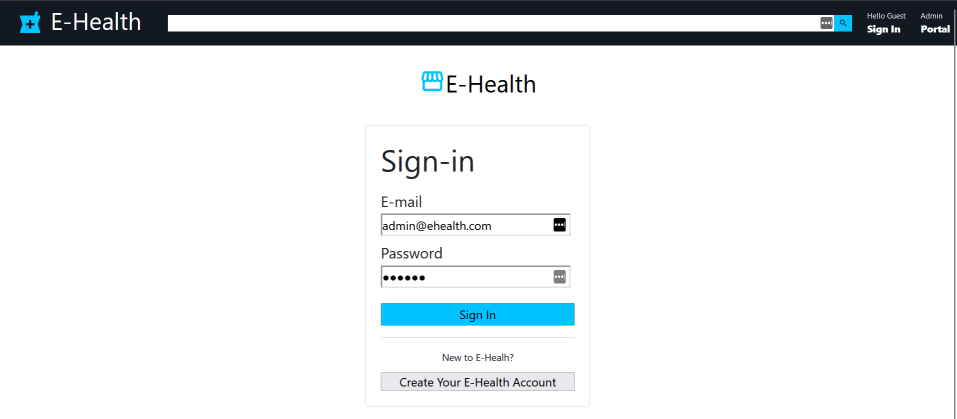 E-Health
Hello Guest
Sign In
Admin
Portal
E-Health
Sign-in
E-mail
admin@ehealth.com
Password
••••••
Sign In
New to E-Healh?
Create Your E-Health Account